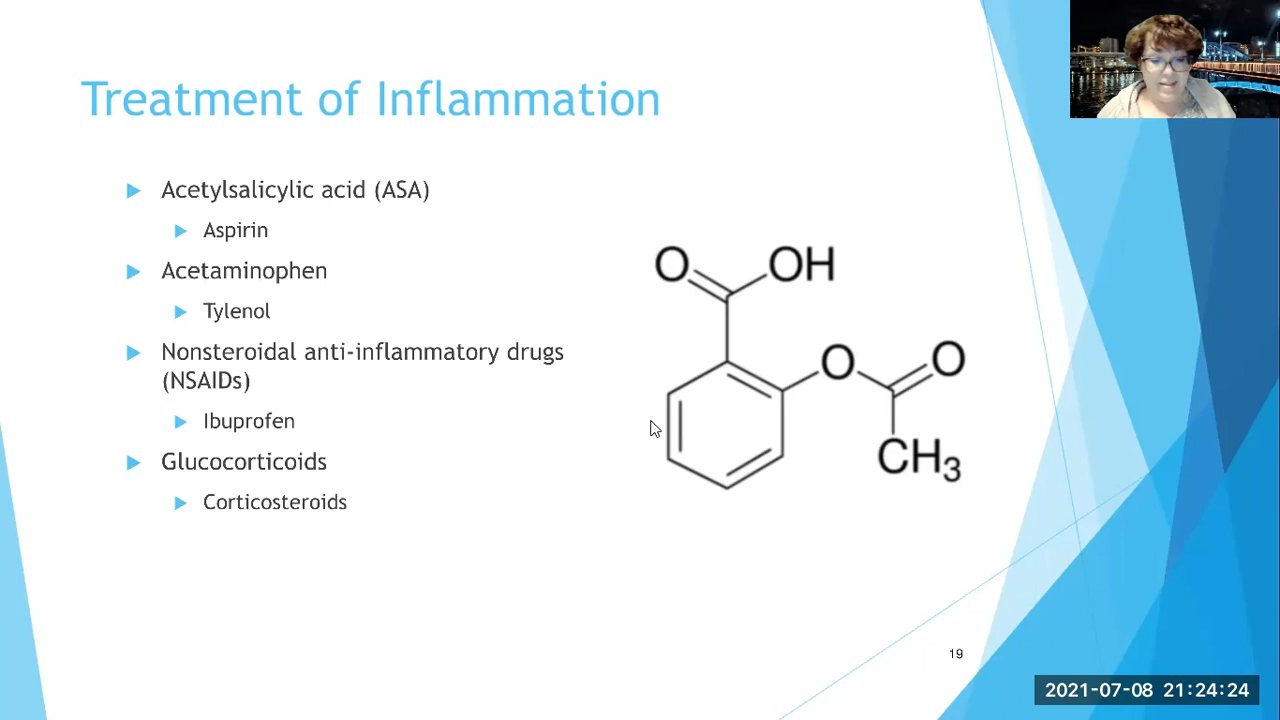 Treatment of Inflammation
Acetylsalicylic acid (ASA)
Aspirin
Acetaminophen
Tylenol
Nonsteroidal anti-inflammatory drugs
(NSAIDs)
Ibuprofen
Glucocorticoids
Corticosteroids
O OH
O O
CH3
19
2021-07-08 21:24:24